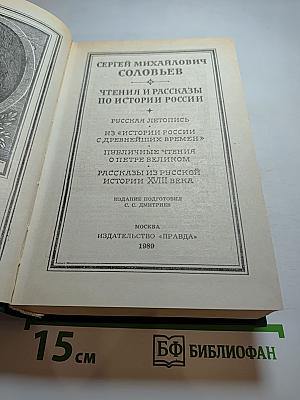 СЕРГЕЙ МИХАЙЛОВИЧ
СОЛОВЬЕВ
ЧТЕНИЯ И РАССКАЗЫ
ПО ИСТОРИИ РОССИИ
РУССКАЯ ЛЕТОПИСЬ
ИЗ «ИСТОРИИ РОССИИ
С ДРЕВНЕЙШИХ ВРЕМЕН»
ПУБЛИЧНЫЕ ЧТЕНИЯ
О ПЕТРЕ ВЕЛИКОМ
РАССКАЗЫ ИЗ РУССКОЙ
ИСТОРИИ XVIII ВЕКА
ИЗДАНИЕ ПОДГОТОВИЛ
С. С. ДМИТРИЕВ
МОСКВА
ИЗДАТЕЛЬСТВО «ПРАВДА»
1989
15 см
БФ БИБЛИОФАН